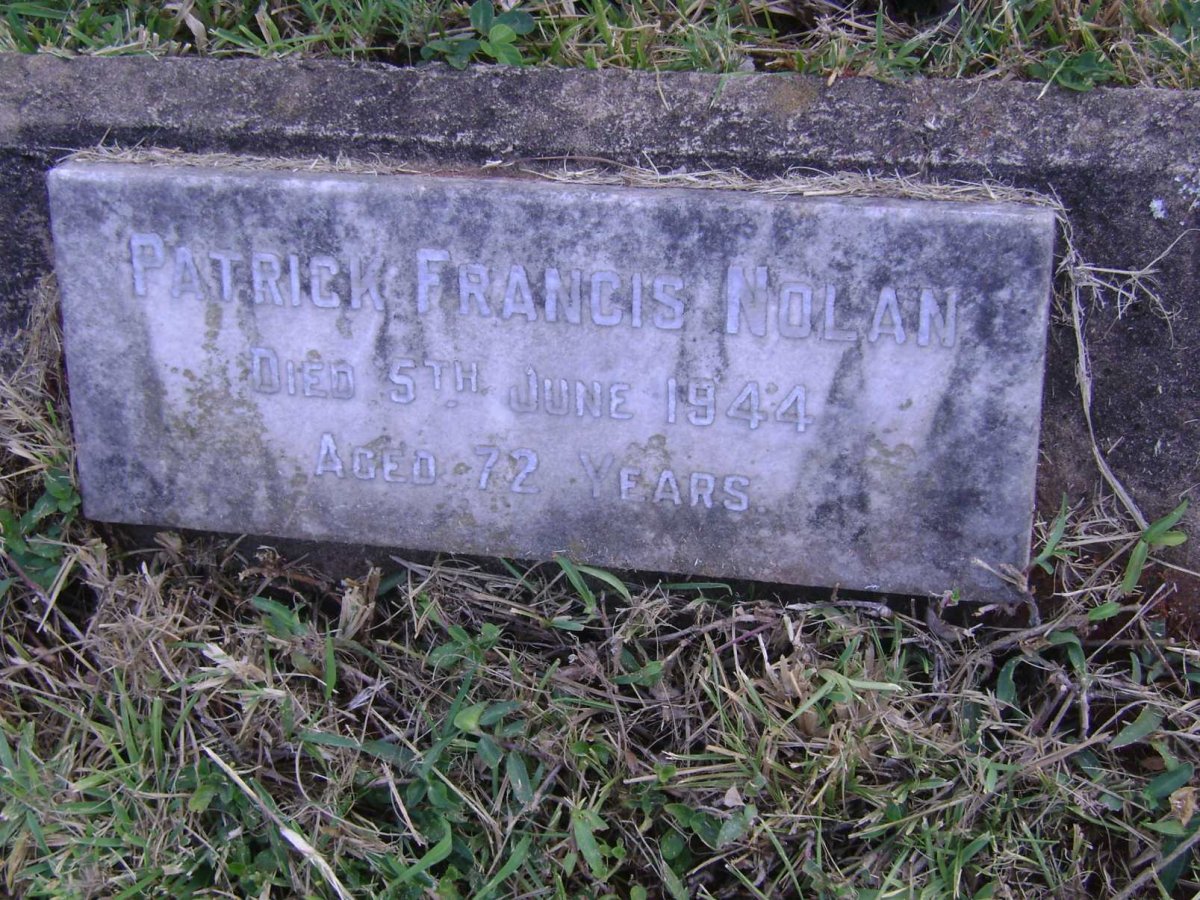 PATRICK FRANCIS NOLAN
DIED 5TH JUNE 1944
AGED 72 YEARS.